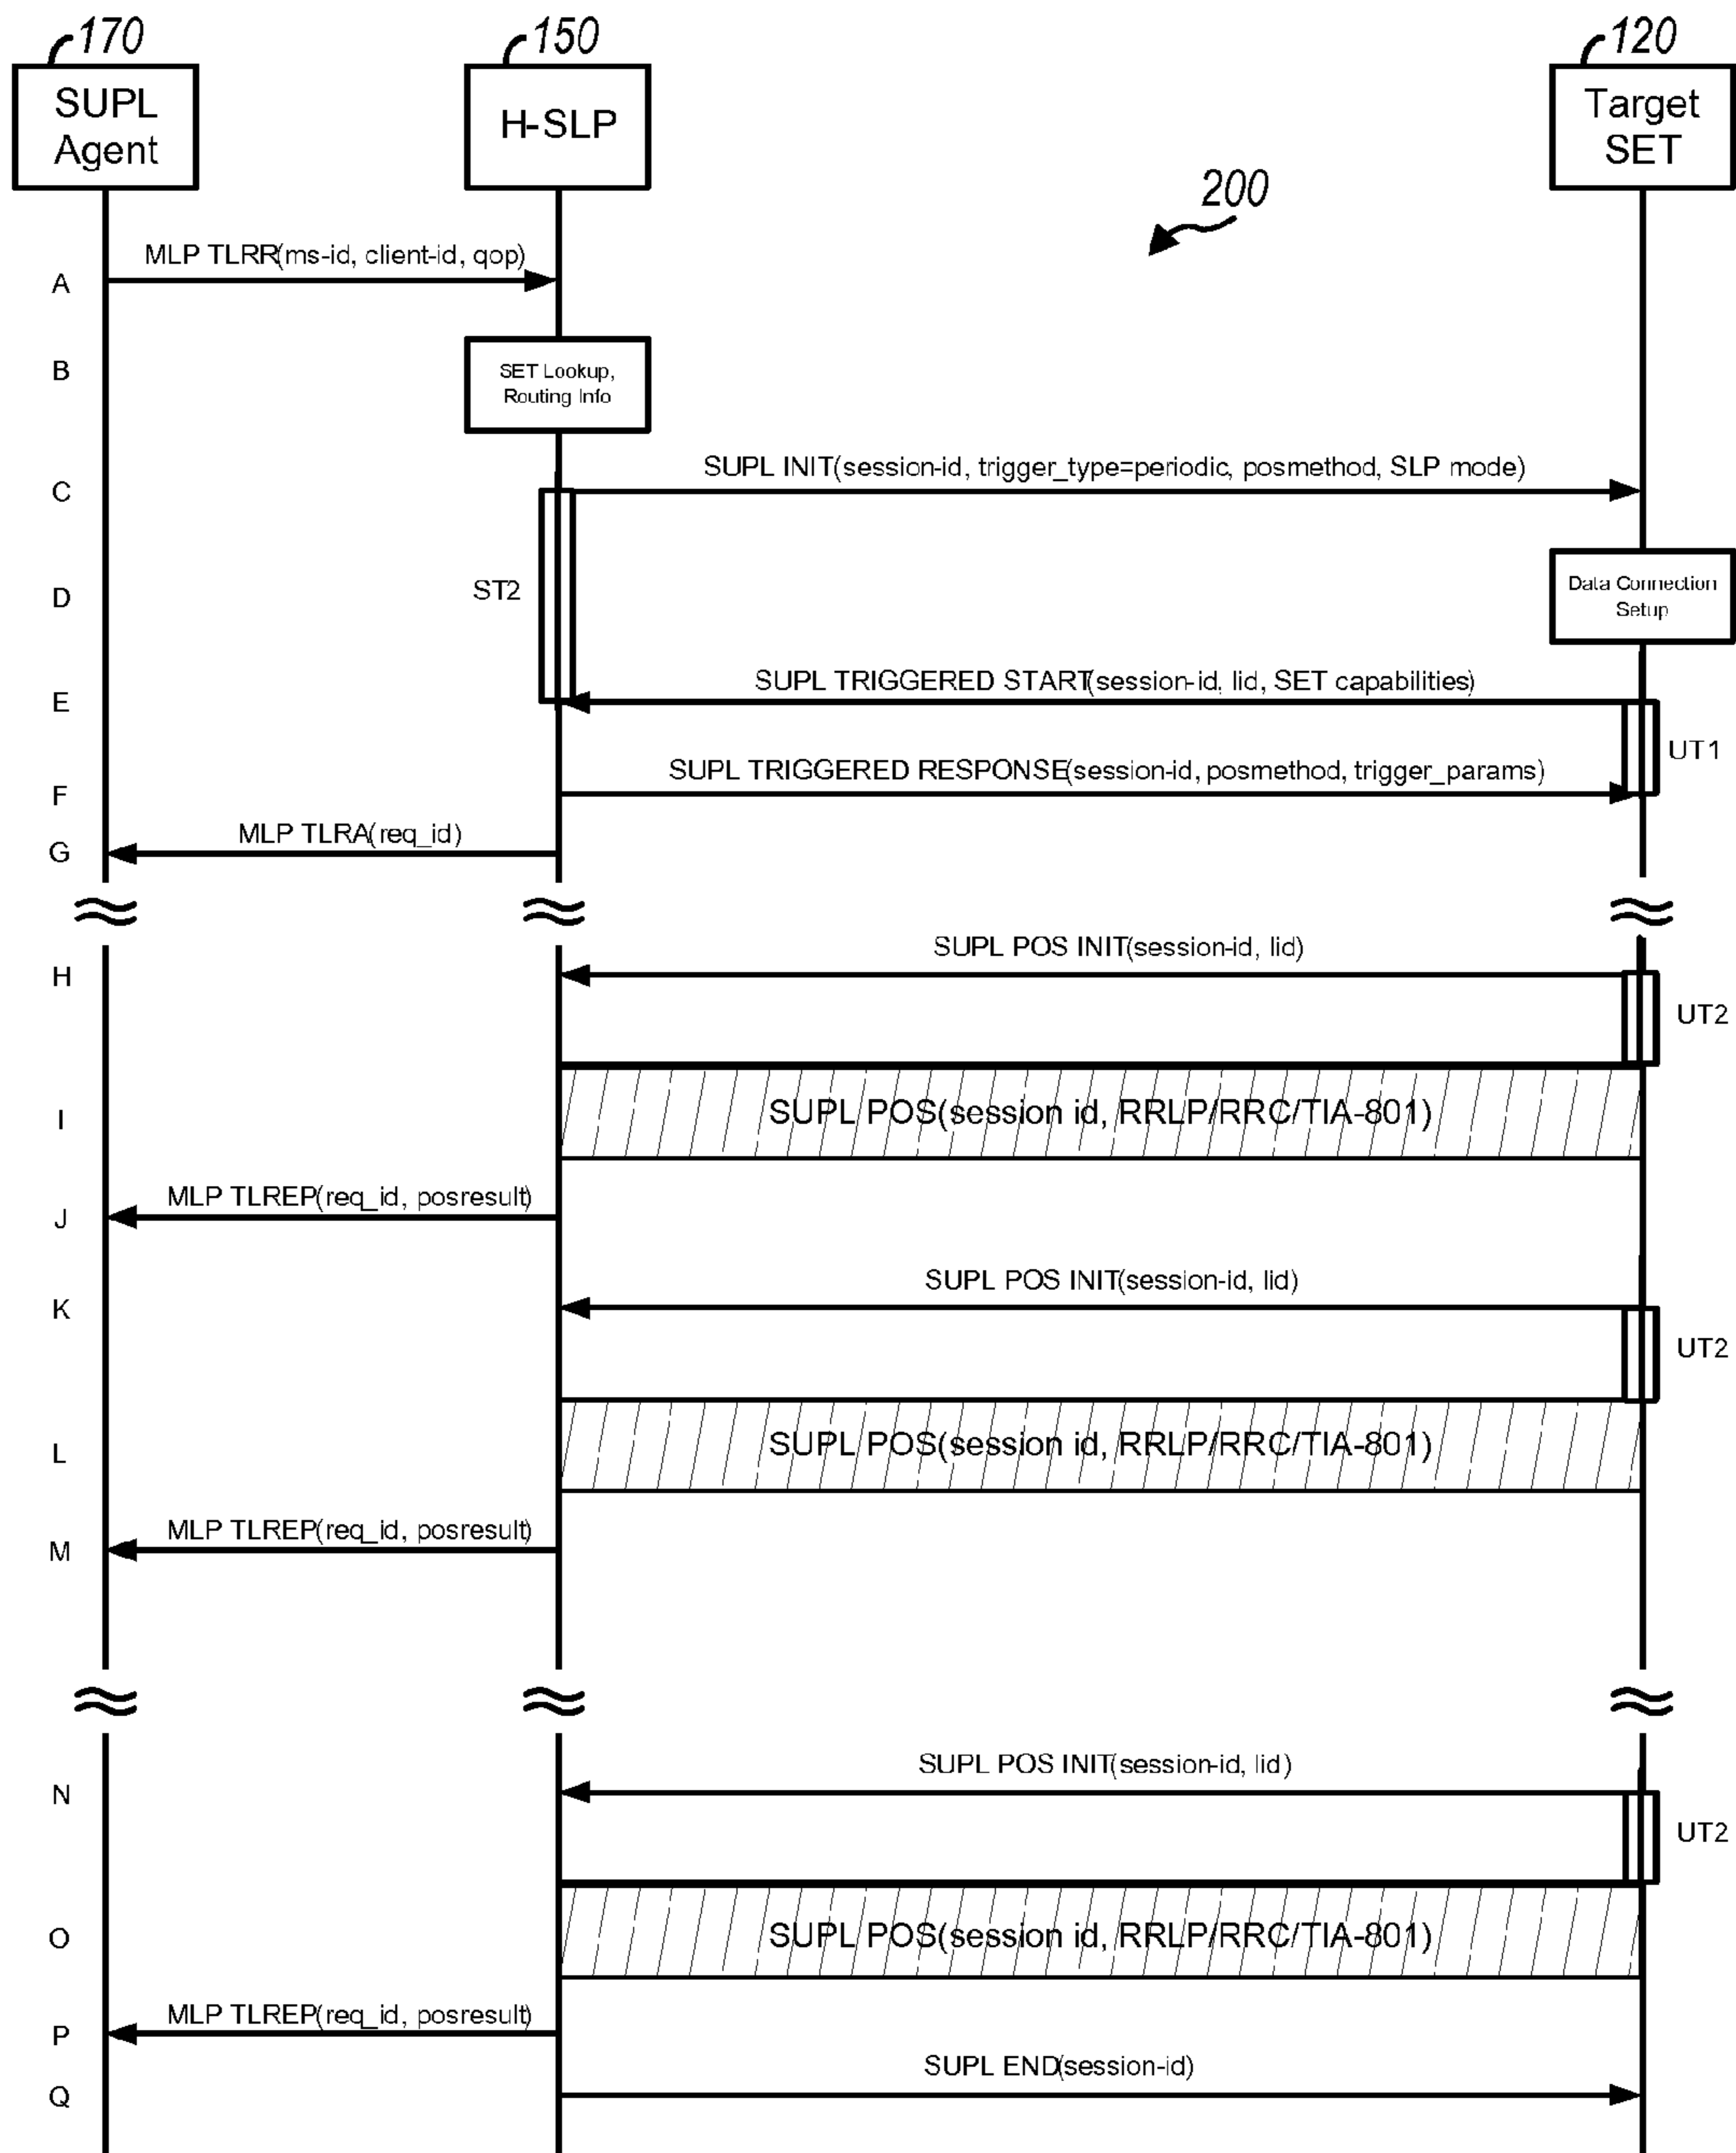 170
150
120
SUPL
Agent
H-SLP
Target
SET
200
MLP TLRR(ms-id, client-id, qop)
A
B
SET Lookup,
Routing Info
SUPL INIT(session-id, trigger_type=periodic, posmethod, SLP mode)
C
D
ST2
Data Connection
Setup
SUPL TRIGGERED START(session-id, lid, SET capabilities)
E
UT1
SUPL TRIGGERED RESPONSE(session-id, posmethod, trigger_params)
F
MLP TLRA(req_id)
G
SUPL POS INIT(session-id, lid)
H
UT2
I
SUPL POS(session id, RRLP/RRC/TIA-801)
MLP TLREP(req_id, posresult)
J
SUPL POS INIT(session-id, lid)
K
UT2
L
SUPL POS(session id, RRLP/RRC/TIA-801)
MLP TLREP(req_id, posresult)
M
SUPL POS INIT(session-id, lid)
N
UT2
O
SUPL POS(session id, RRLP/RRC/TIA-801)
MLP TLREP(req_id, posresult)
P
SUPL END(session-id)
Q